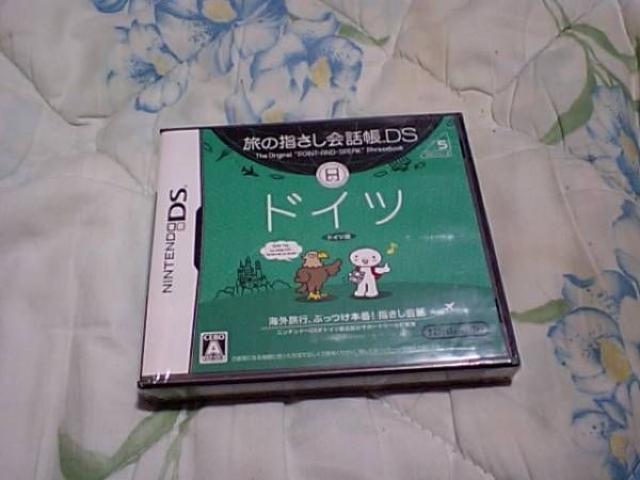 旅の指さし会話帳DS
The Original "POINT-AND-SPEAK" Phrasebook
5
ドイツ
ドイツ語
NINTENDO DS
海外旅行、ぶっつけ本番!指さし会話
CERO
A
Nintendo